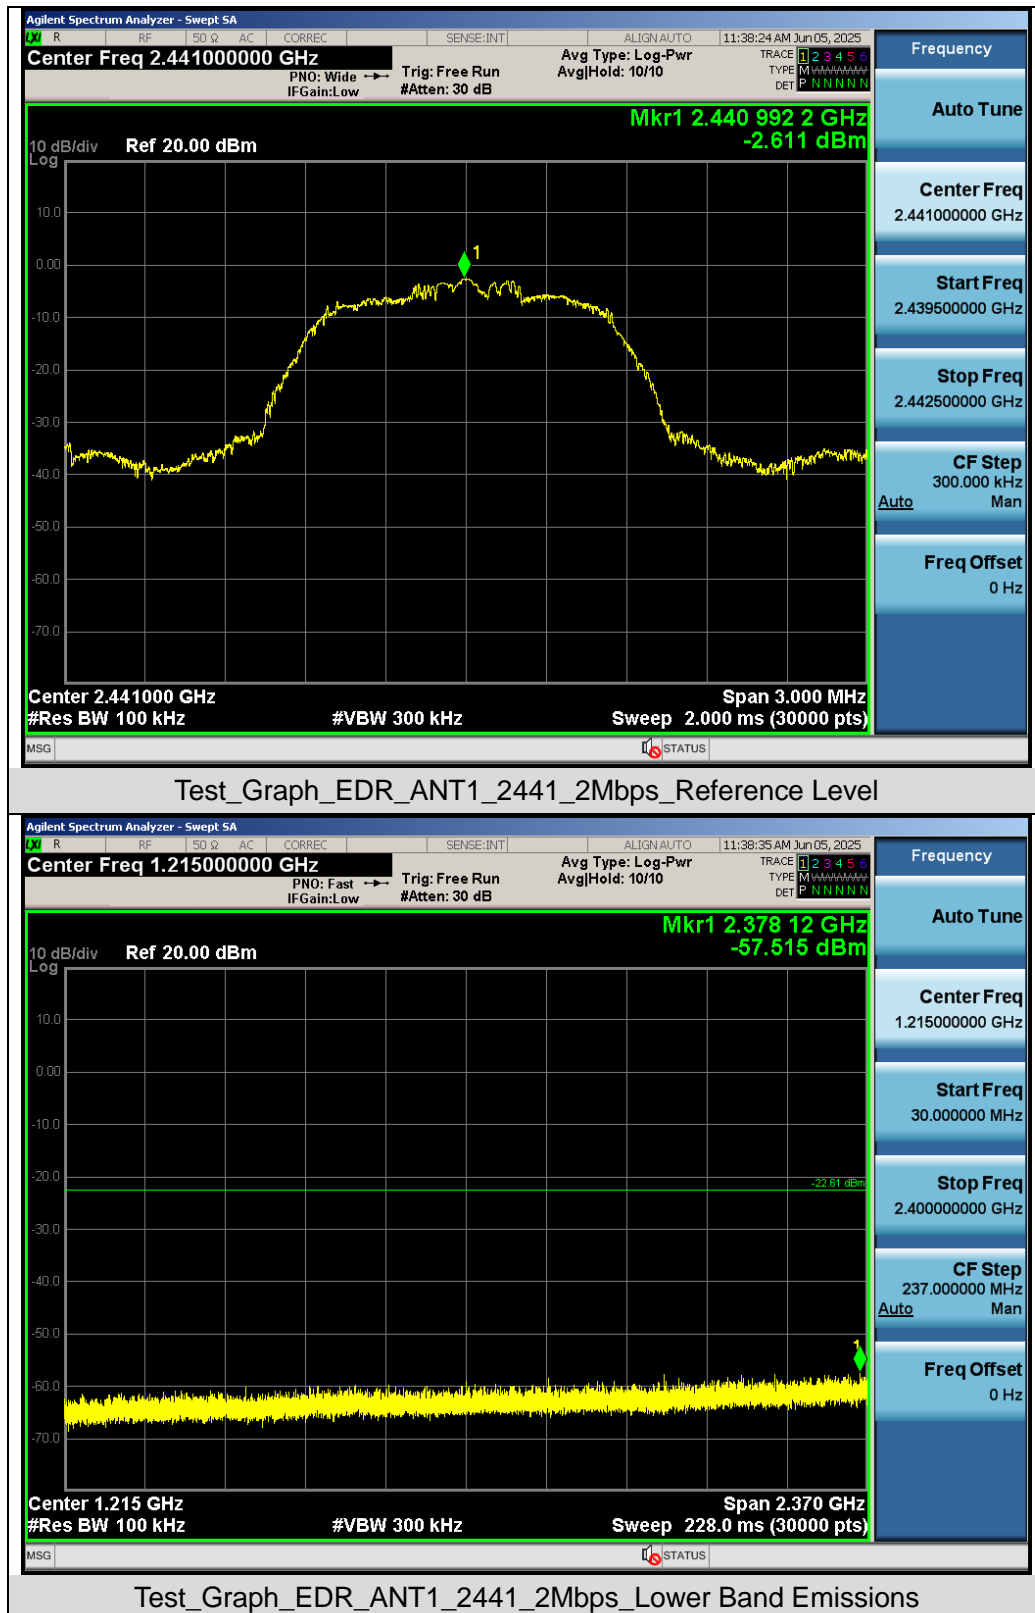 Agilent Spectrum Analyzer - Swept SA
LXI R RF 50 Ω AC CORREC SENSE:INT ALIGN AUTO 11:38:24 AM Jun 05, 2025
Center Freq 2.441000000 GHz
PNO: Wide
IFGain:Low
Trig: Free Run
#Atten: 30 dB
Avg Type: Log-Pwr
Avg|Hold: 10/10
TRACE 1 2 3 4 5 6
TYPE M
DET P N N N N N
Frequency
Auto Tune
Center Freq
2.441000000 GHz
Start Freq
2.439500000 GHz
Stop Freq
2.442500000 GHz
CF Step
300.000 kHz
Auto Man
Freq Offset
0 Hz
Mkr1 2.440 992 2 GHz
-2.611 dBm
10 dB/div Ref 20.00 dBm
Log
10.0
0.00
-10.0
-20.0
-30.0
-40.0
-50.0
-60.0
-70.0
1
Center 2.441000 GHz Span 3.000 MHz
#Res BW 100 kHz #VBW 300 kHz Sweep 2.000 ms (30000 pts)
MSG STATUS
Test_Graph_EDR_ANT1_2441_2Mbps_Reference Level
Agilent Spectrum Analyzer - Swept SA
LXI R RF 50 Ω AC CORREC SENSE:INT ALIGN AUTO 11:38:35 AM Jun 05, 2025
Center Freq 1.215000000 GHz
PNO: Fast
IFGain:Low
Trig: Free Run
#Atten: 30 dB
Avg Type: Log-Pwr
Avg|Hold: 10/10
TRACE 1 2 3 4 5 6
TYPE M
DET P N N N N N
Frequency
Auto Tune
Center Freq
1.215000000 GHz
Start Freq
30.000000 MHz
Stop Freq
2.400000000 GHz
CF Step
237.000000 MHz
Auto Man
Freq Offset
0 Hz
Mkr1 2.378 12 GHz
-57.515 dBm
10 dB/div Ref 20.00 dBm
Log
10.0
0.00
-10.0
-20.0
-30.0
-40.0
-50.0
-60.0
-70.0
-22.61 dBm
1
Center 1.215 GHz Span 2.370 GHz
#Res BW 100 kHz #VBW 300 kHz Sweep 228.0 ms (30000 pts)
MSG STATUS
Test_Graph_EDR_ANT1_2441_2Mbps_Lower Band Emissions